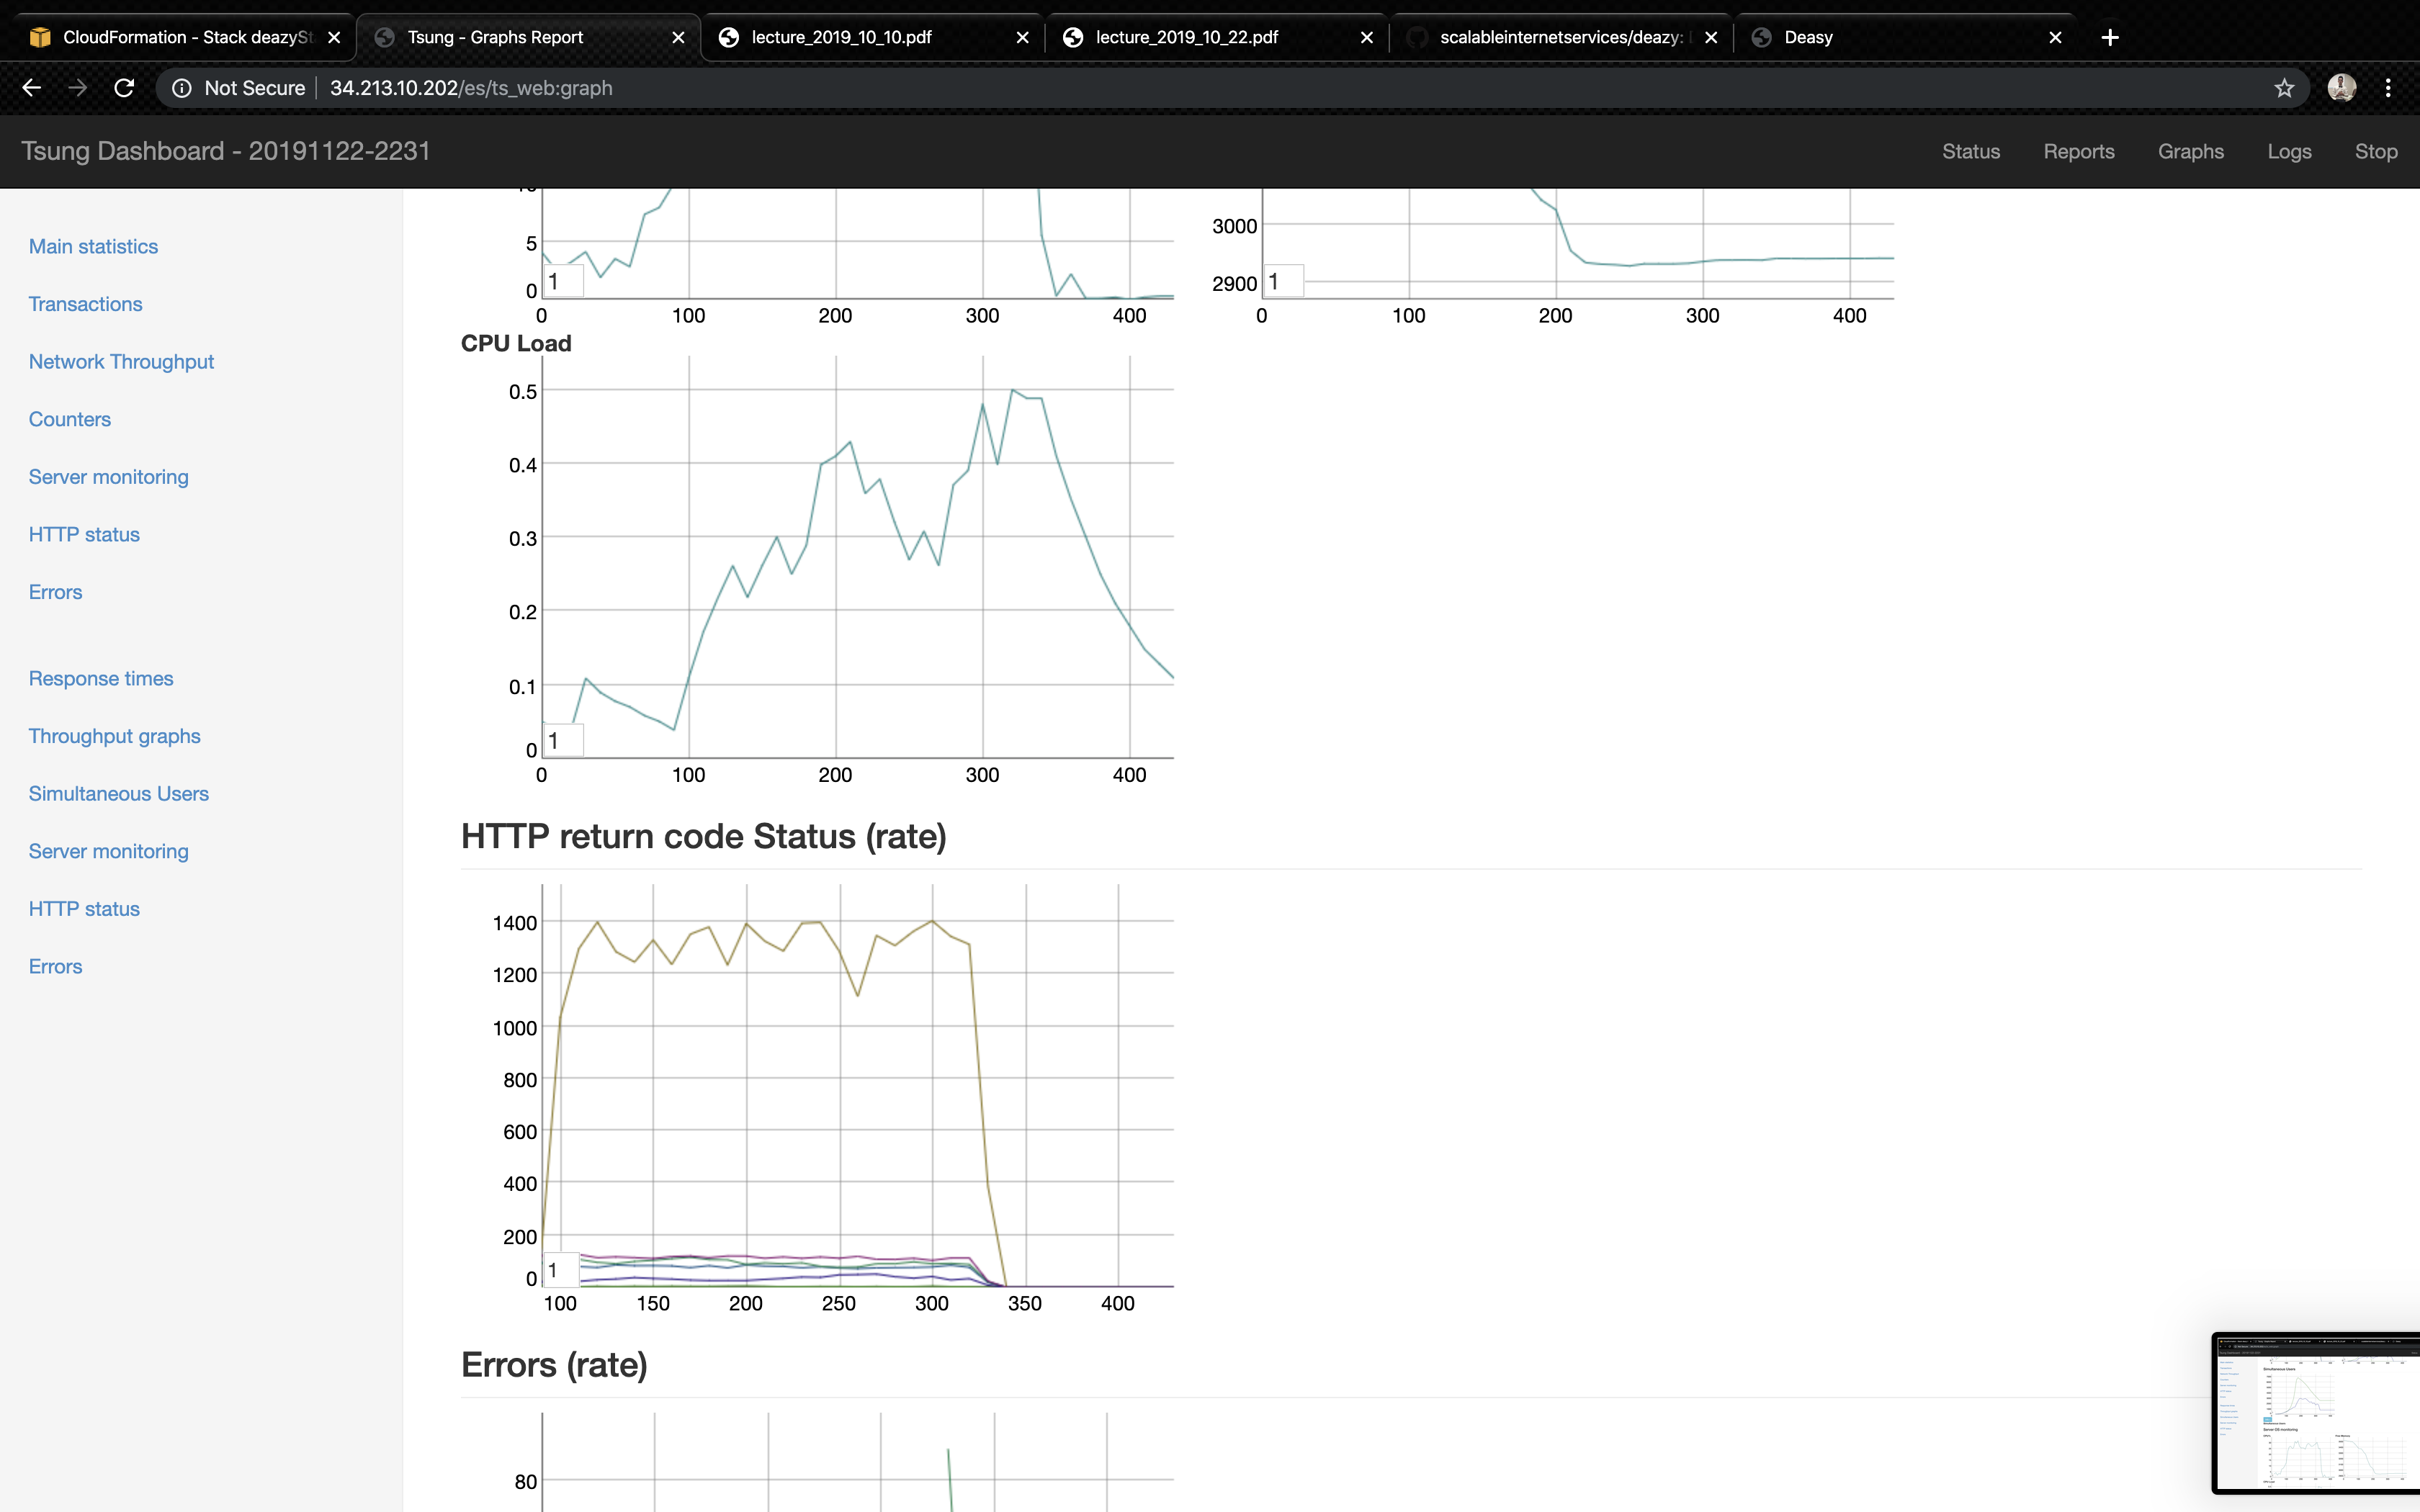 CloudFormation - Stack deazySt
Tsung - Graphs Report
lecture_2019_10_10.pdf
lecture_2019_10_22.pdf
scalableinternetservices/deazy:
Deasy
Not Secure
34.213.10.202/es/ts_web:graph
Tsung Dashboard - 20191122-2231
Status
Reports
Graphs
Logs
Stop
Main statistics
Transactions
Network Throughput
Counters
Server monitoring
HTTP status
Errors
Response times
Throughput graphs
Simultaneous Users
Server monitoring
HTTP status
Errors
5
0
1
0 100 200 300 400
3000
2900
1
0 100 200 300 400
CPU Load
0.5
0.4
0.3
0.2
0.1
0
1
0 100 200 300 400
HTTP return code Status (rate)
1400
1200
1000
800
600
400
200
0
1
100 150 200 250 300 350 400
Errors (rate)
80